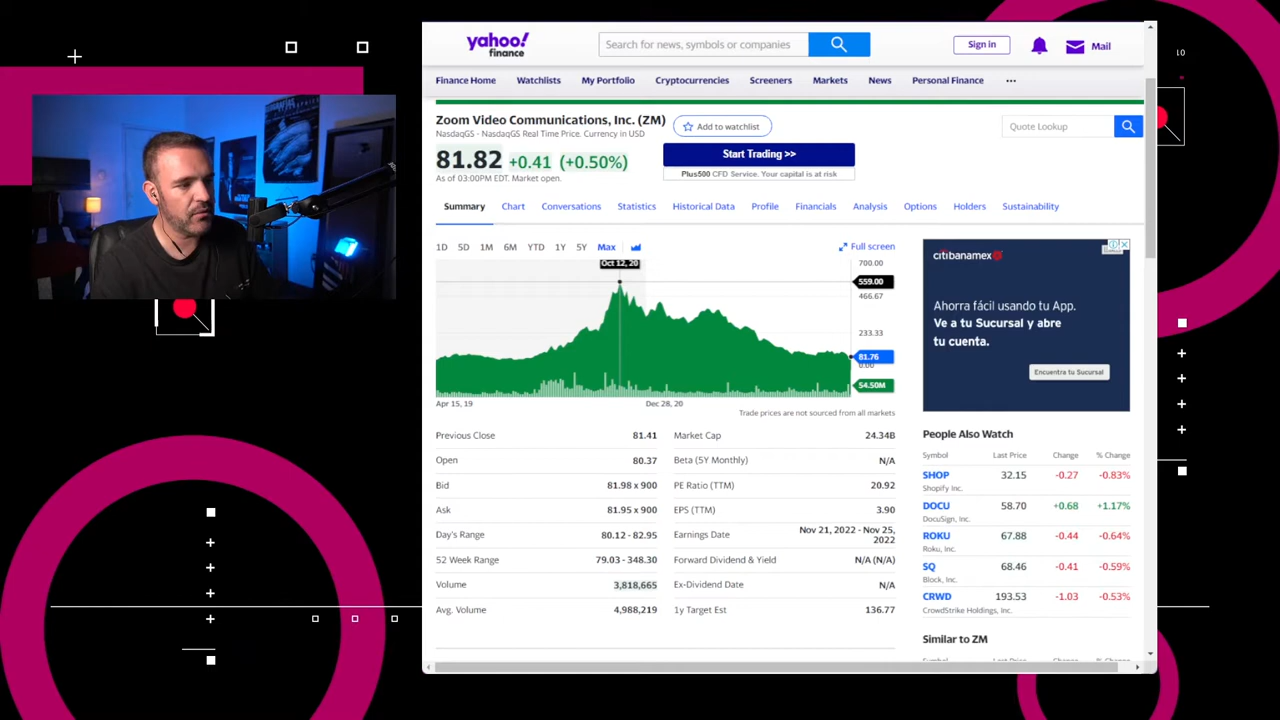 yahoo!
finance
Search for news, symbols or companies
Sign in
Mail
Finance Home Watchlists My Portfolio Cryptocurrencies Screeners Markets News Personal Finance ...
Zoom Video Communications, Inc. (ZM)
Add to watchlist
NasdaqGS - NasdaqGS Real Time Price. Currency in USD
Quote Lookup
81.82 +0.41 (+0.50%)
As of 03:00PM EDT. Market open.
Start Trading >>
Plus500 CFD Service. Your capital is at risk
Summary Chart Conversations Statistics Historical Data Profile Financials Analysis Options Holders Sustainability
1D 5D 1M 6M YTD 1Y 5Y Max
Full screen
Oct 12, 20
700.00
559.00
466.67
233.33
81.76
0.00
54.50M
Apr 15, 19 Dec 28, 20
Trade prices are not sourced from all markets
Previous Close 81.41
Open 80.37
Bid 81.98 x 900
Ask 81.95 x 900
Day's Range 80.12 - 82.95
52 Week Range 79.03 - 348.30
Volume 3,818,665
Avg. Volume 4,988,219
Market Cap 24.34B
Beta (5Y Monthly) N/A
PE Ratio (TTM) 20.92
EPS (TTM) 3.90
Earnings Date Nov 21, 2022 - Nov 25,
2022
Forward Dividend & Yield N/A (N/A)
Ex-Dividend Date N/A
1y Target Est 136.77
citibanamex
Ahorra fácil usando tu App.
Ve a tu Sucursal y abre
tu cuenta.
Encuentra tu Sucursal
People Also Watch
Symbol Last Price Change % Change
SHOP 32.15 -0.27 -0.83%
Shopify Inc.
DOCU 58.70 +0.68 +1.17%
DocuSign, Inc.
ROKU 67.88 -0.44 -0.64%
Roku, Inc.
SQ 68.46 -0.41 -0.59%
Block, Inc.
CRWD 193.53 -1.03 -0.53%
CrowdStrike Holdings, Inc.
Similar to ZM
10